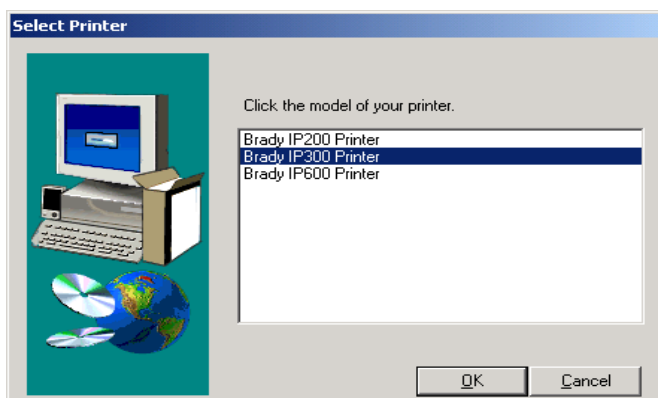 Select Printer
Click the model of your printer.
Brady IP200 Printer
Brady IP300 Printer
Brady IP600 Printer
OK
Cancel